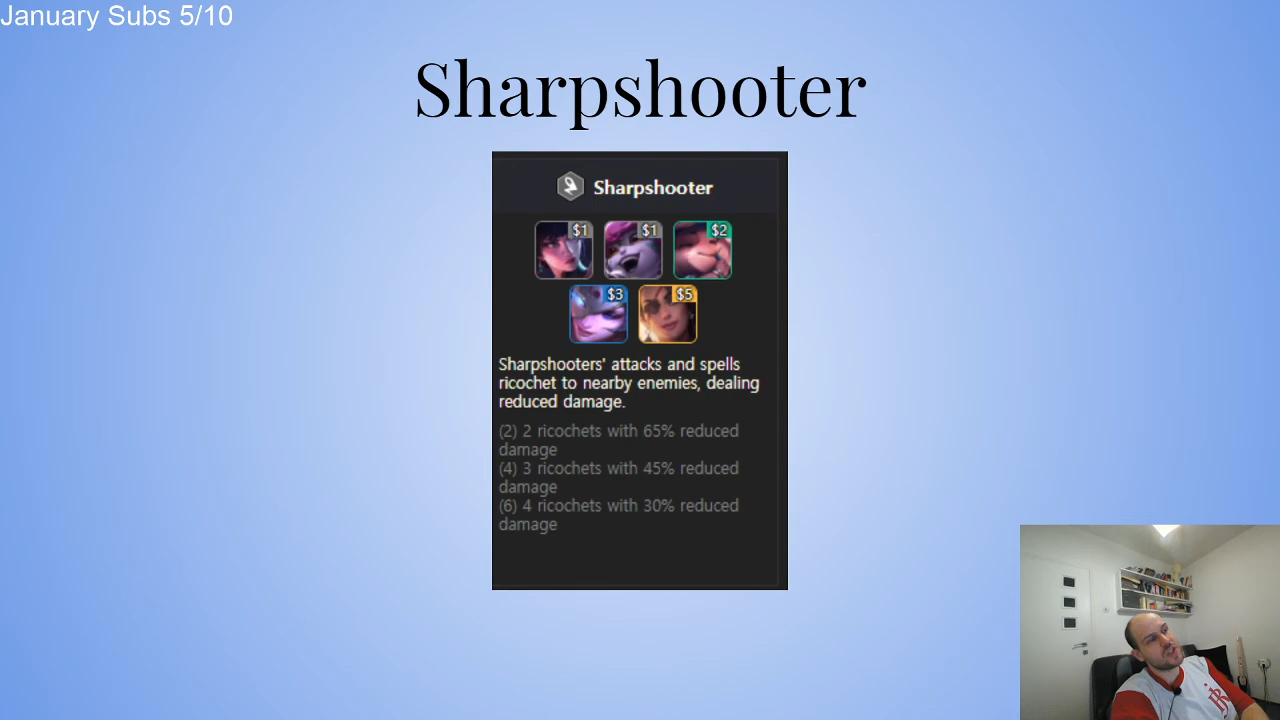 January Subs 5/10
Sharpshooter
Sharpshooter
$1 $1 $2
$3 $5
Sharpshooters' attacks and spells
ricochet to nearby enemies, dealing
reduced damage.
(2) 2 ricochets with 65% reduced
damage
(4) 3 ricochets with 45% reduced
damage
(6) 4 ricochets with 30% reduced
damage